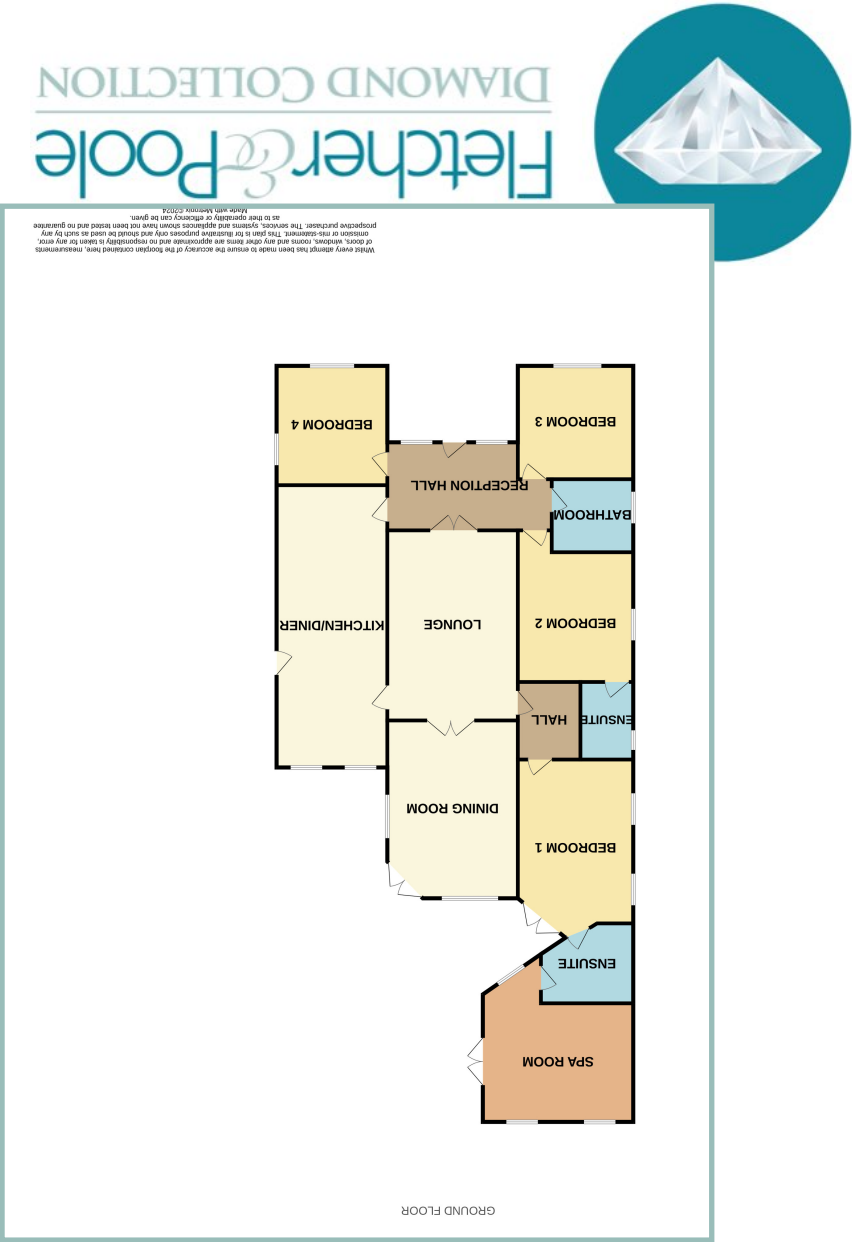 GROUND FLOOR
SPA ROOM
ENSUITE
BEDROOM 1
DINING ROOM
HALL
ENSUITE
KITCHEN/DINER
LOUNGE
BEDROOM 2
BATHROOM
RECEPTION HALL
BEDROOM 4
BEDROOM 3
Whilst every attempt has been made to ensure the accuracy of the floorplan contained here, measurements
of doors, windows, rooms and any other items are approximate and no responsibility is taken for any error,
omission or mis-statement. This plan is for illustrative purposes only and should be used as such by any
prospective purchaser. The services, systems and appliances shown have not been tested and no guarantee
as to their operability or efficiency can be given.
Made with Metropix ©2024
Fletcher & Poole
DIAMOND COLLECTION